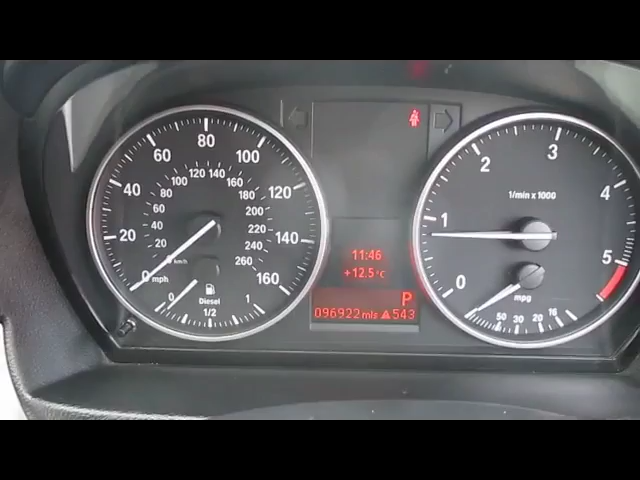 20 40 60 80 100 120 140 160
20 40 60 80 100 120 140 160 180 200 220 240 260
0 mph
km/h
0 1/2 1
Diesel
11:46
+12.5°C
P
096922 mls ▲543
0 1 2 3 4 5
1/min x 1000
mpg
50 30 20 16